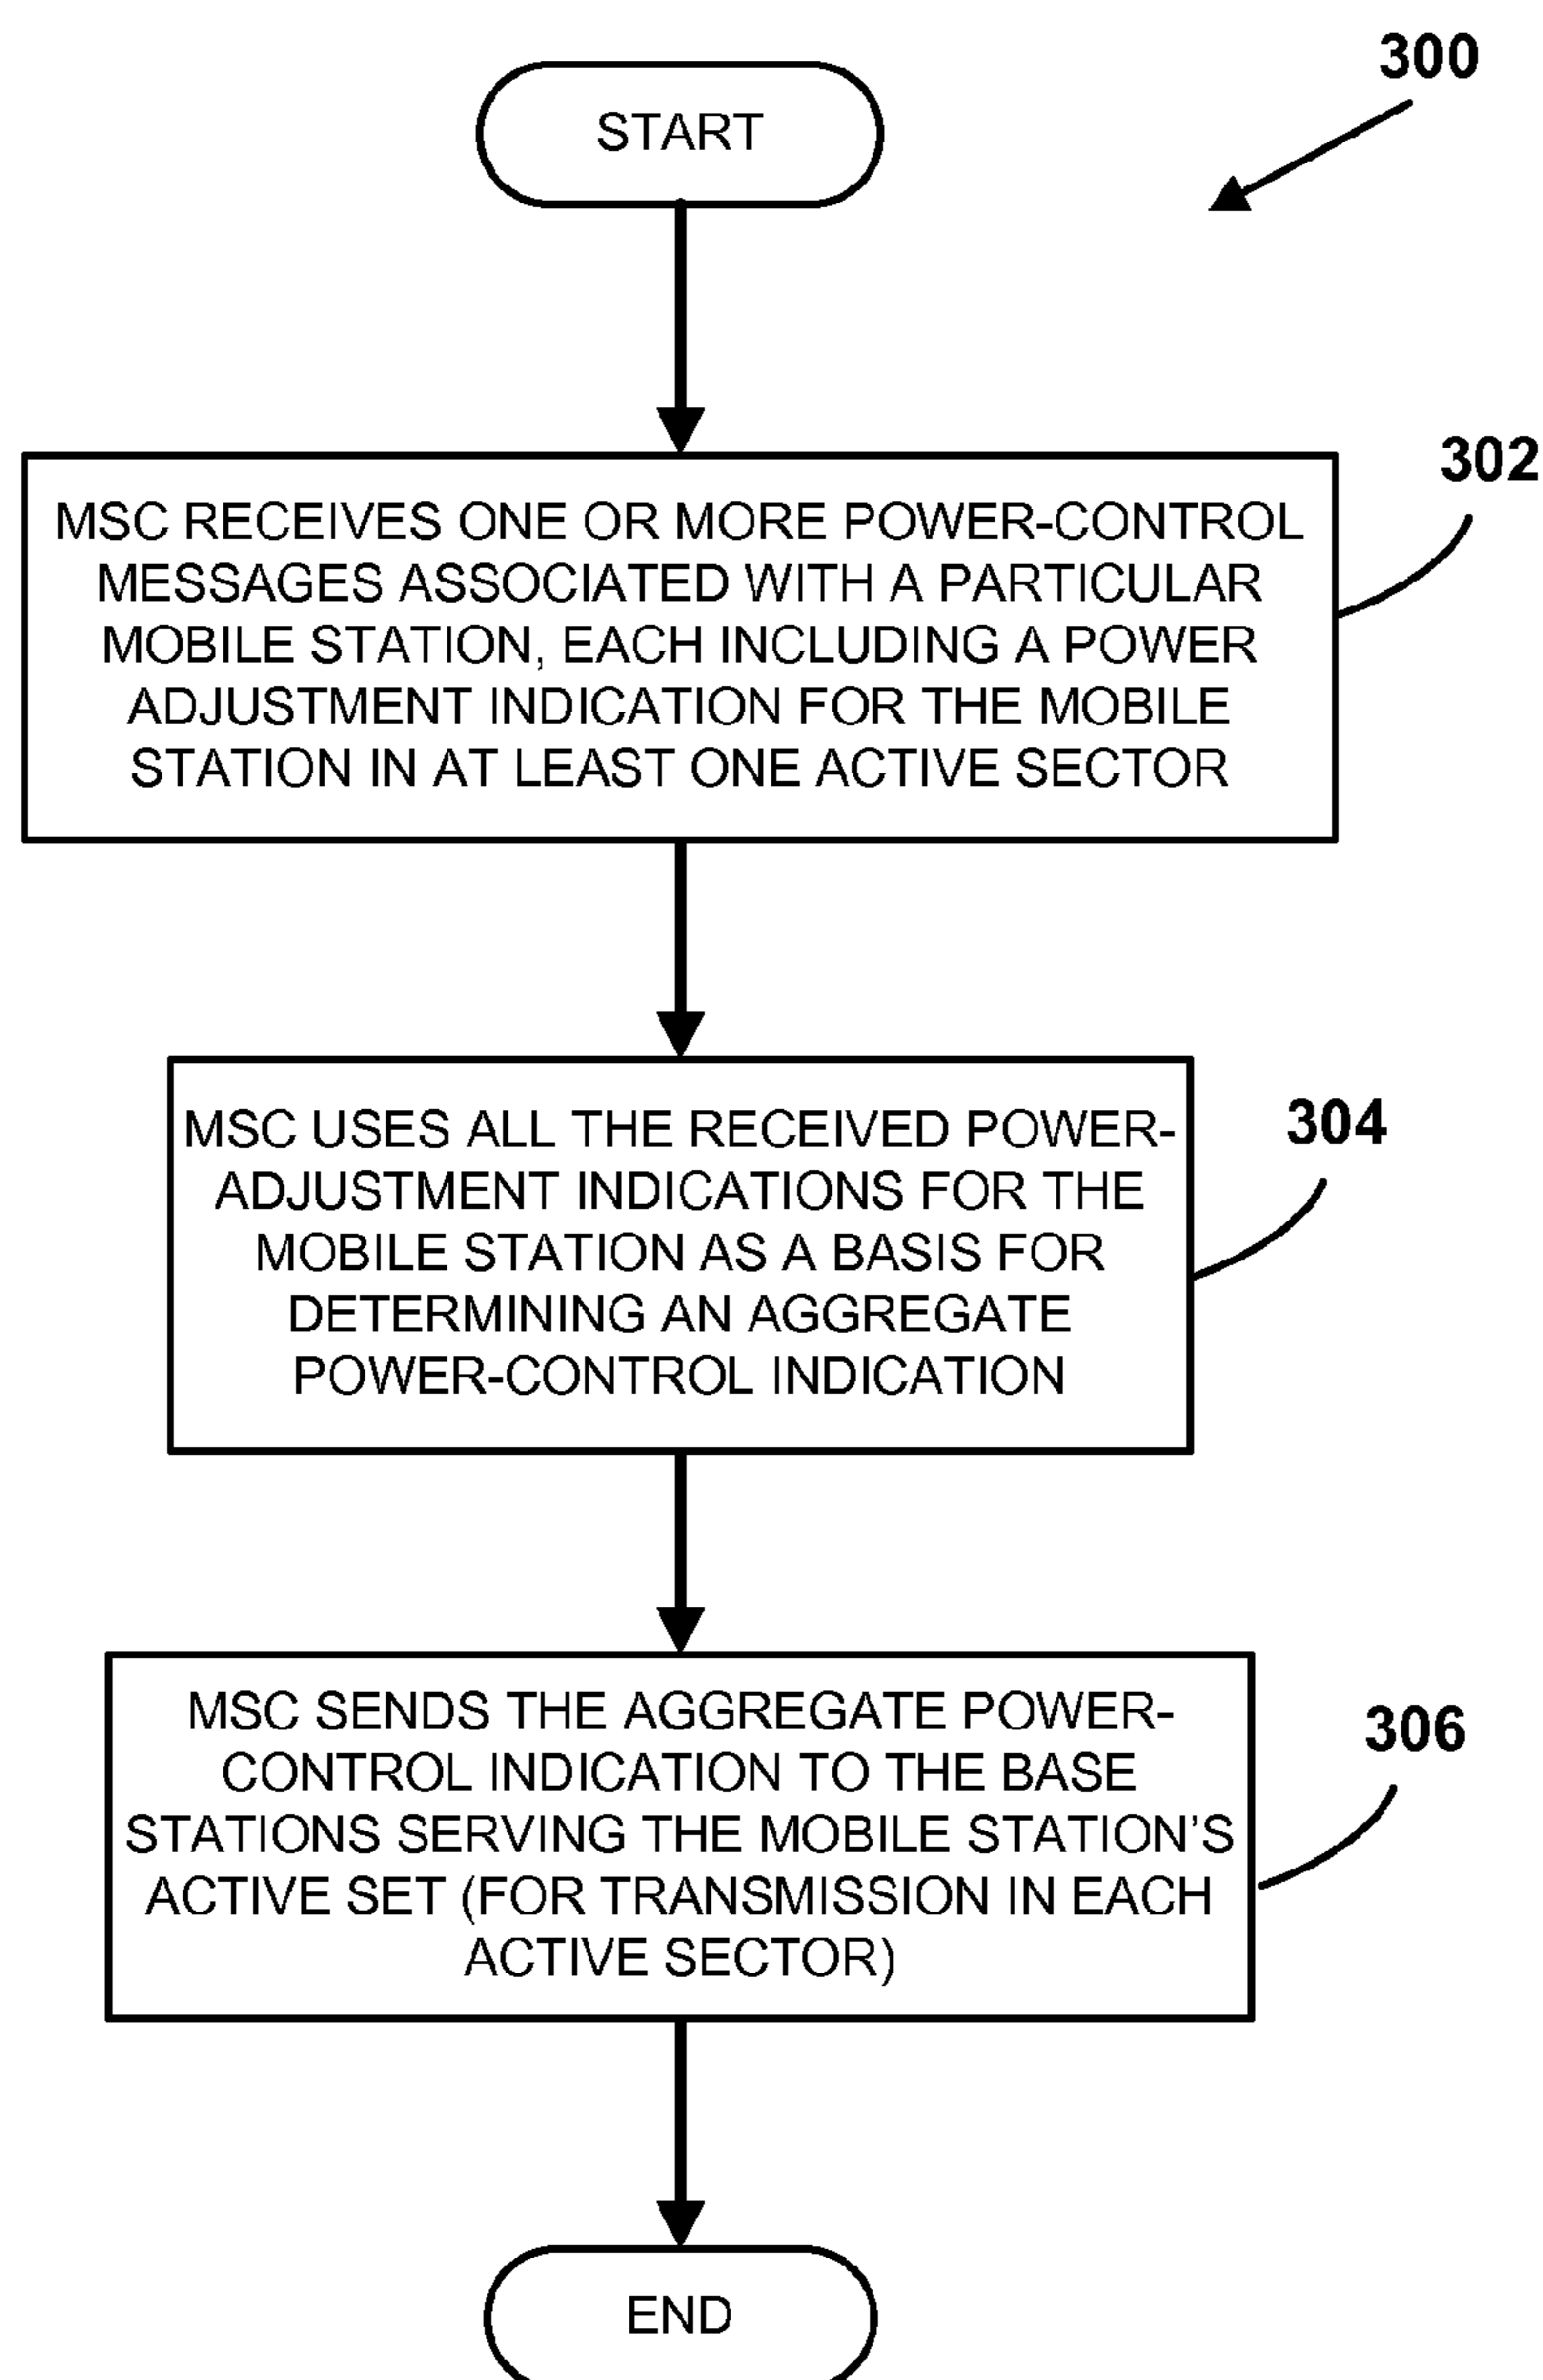 300
START
302
MSC RECEIVES ONE OR MORE POWER-CONTROL
MESSAGES ASSOCIATED WITH A PARTICULAR
MOBILE STATION, EACH INCLUDING A POWER
ADJUSTMENT INDICATION FOR THE MOBILE
STATION IN AT LEAST ONE ACTIVE SECTOR
304
MSC USES ALL THE RECEIVED POWER-
ADJUSTMENT INDICATIONS FOR THE
MOBILE STATION AS A BASIS FOR
DETERMINING AN AGGREGATE
POWER-CONTROL INDICATION
306
MSC SENDS THE AGGREGATE POWER-
CONTROL INDICATION TO THE BASE
STATIONS SERVING THE MOBILE STATION'S
ACTIVE SET (FOR TRANSMISSION IN EACH
ACTIVE SECTOR)
END